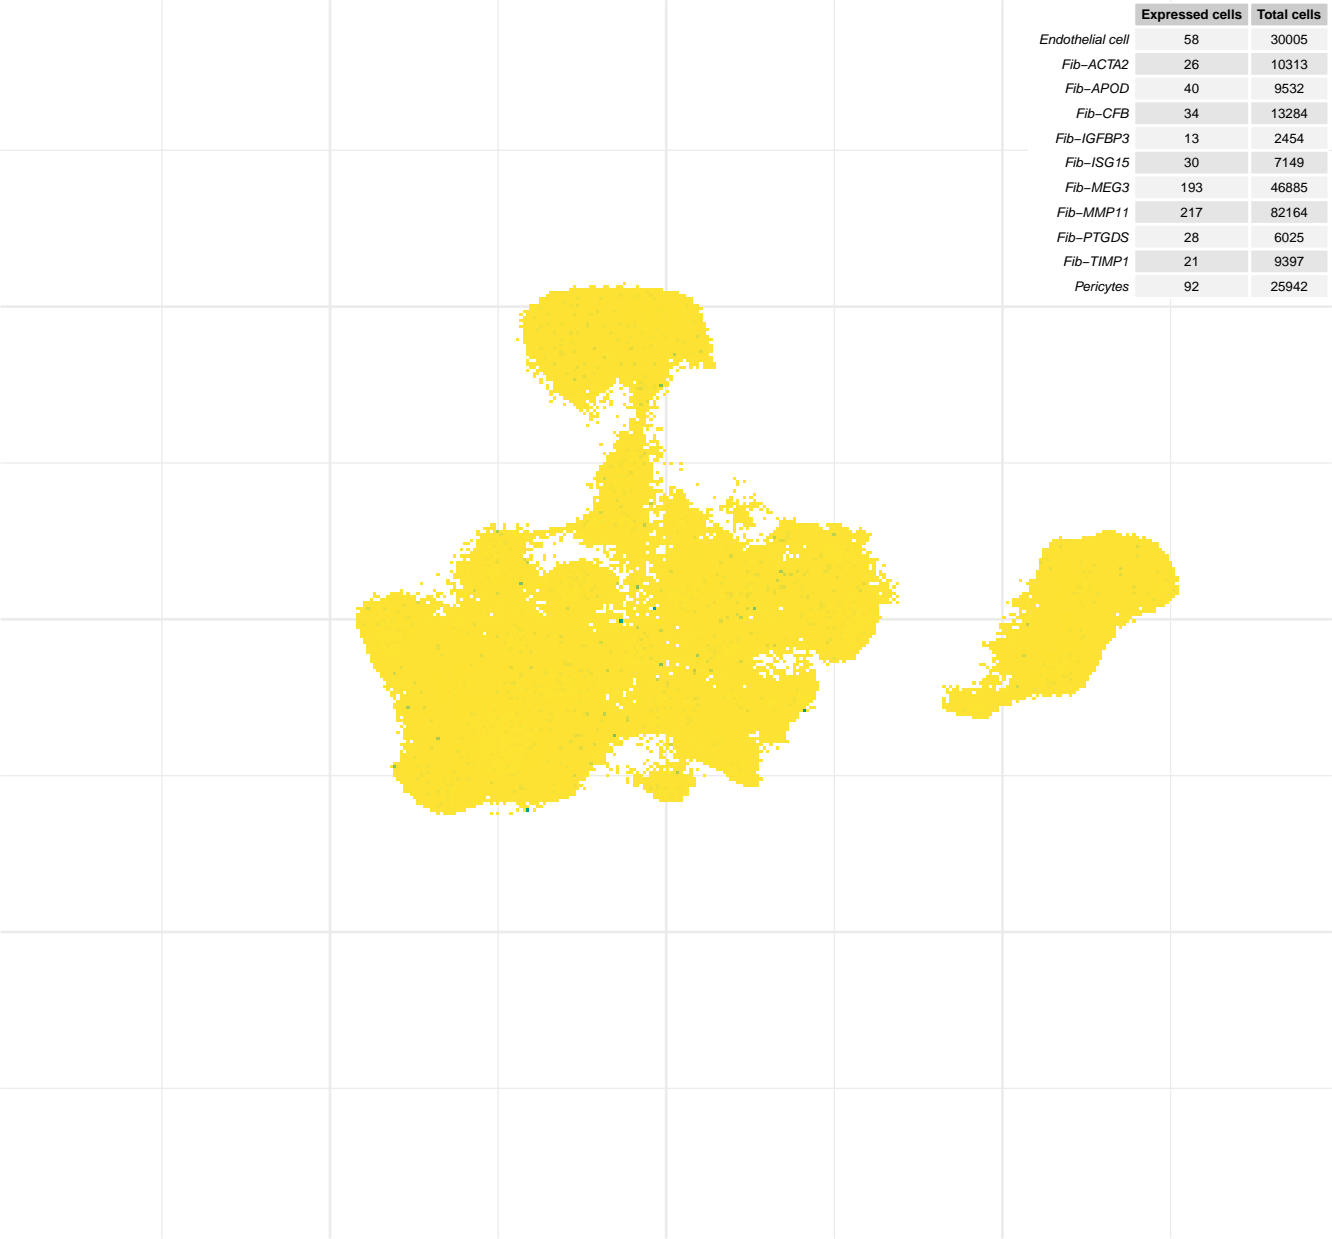 Expressed cells Total cells
Endothelial cell 58 30005
Fib−ACTA2 26 10313
Fib−APOD 40 9532
Fib−CFB 34 13284
Fib−IGFBP3 13 2454
Fib−ISG15 30 7149
Fib−MEG3 193 46885
Fib−MMP11 217 82164
Fib−PTGDS 28 6025
Fib−TIMP1 21 9397
Pericytes 92 25942